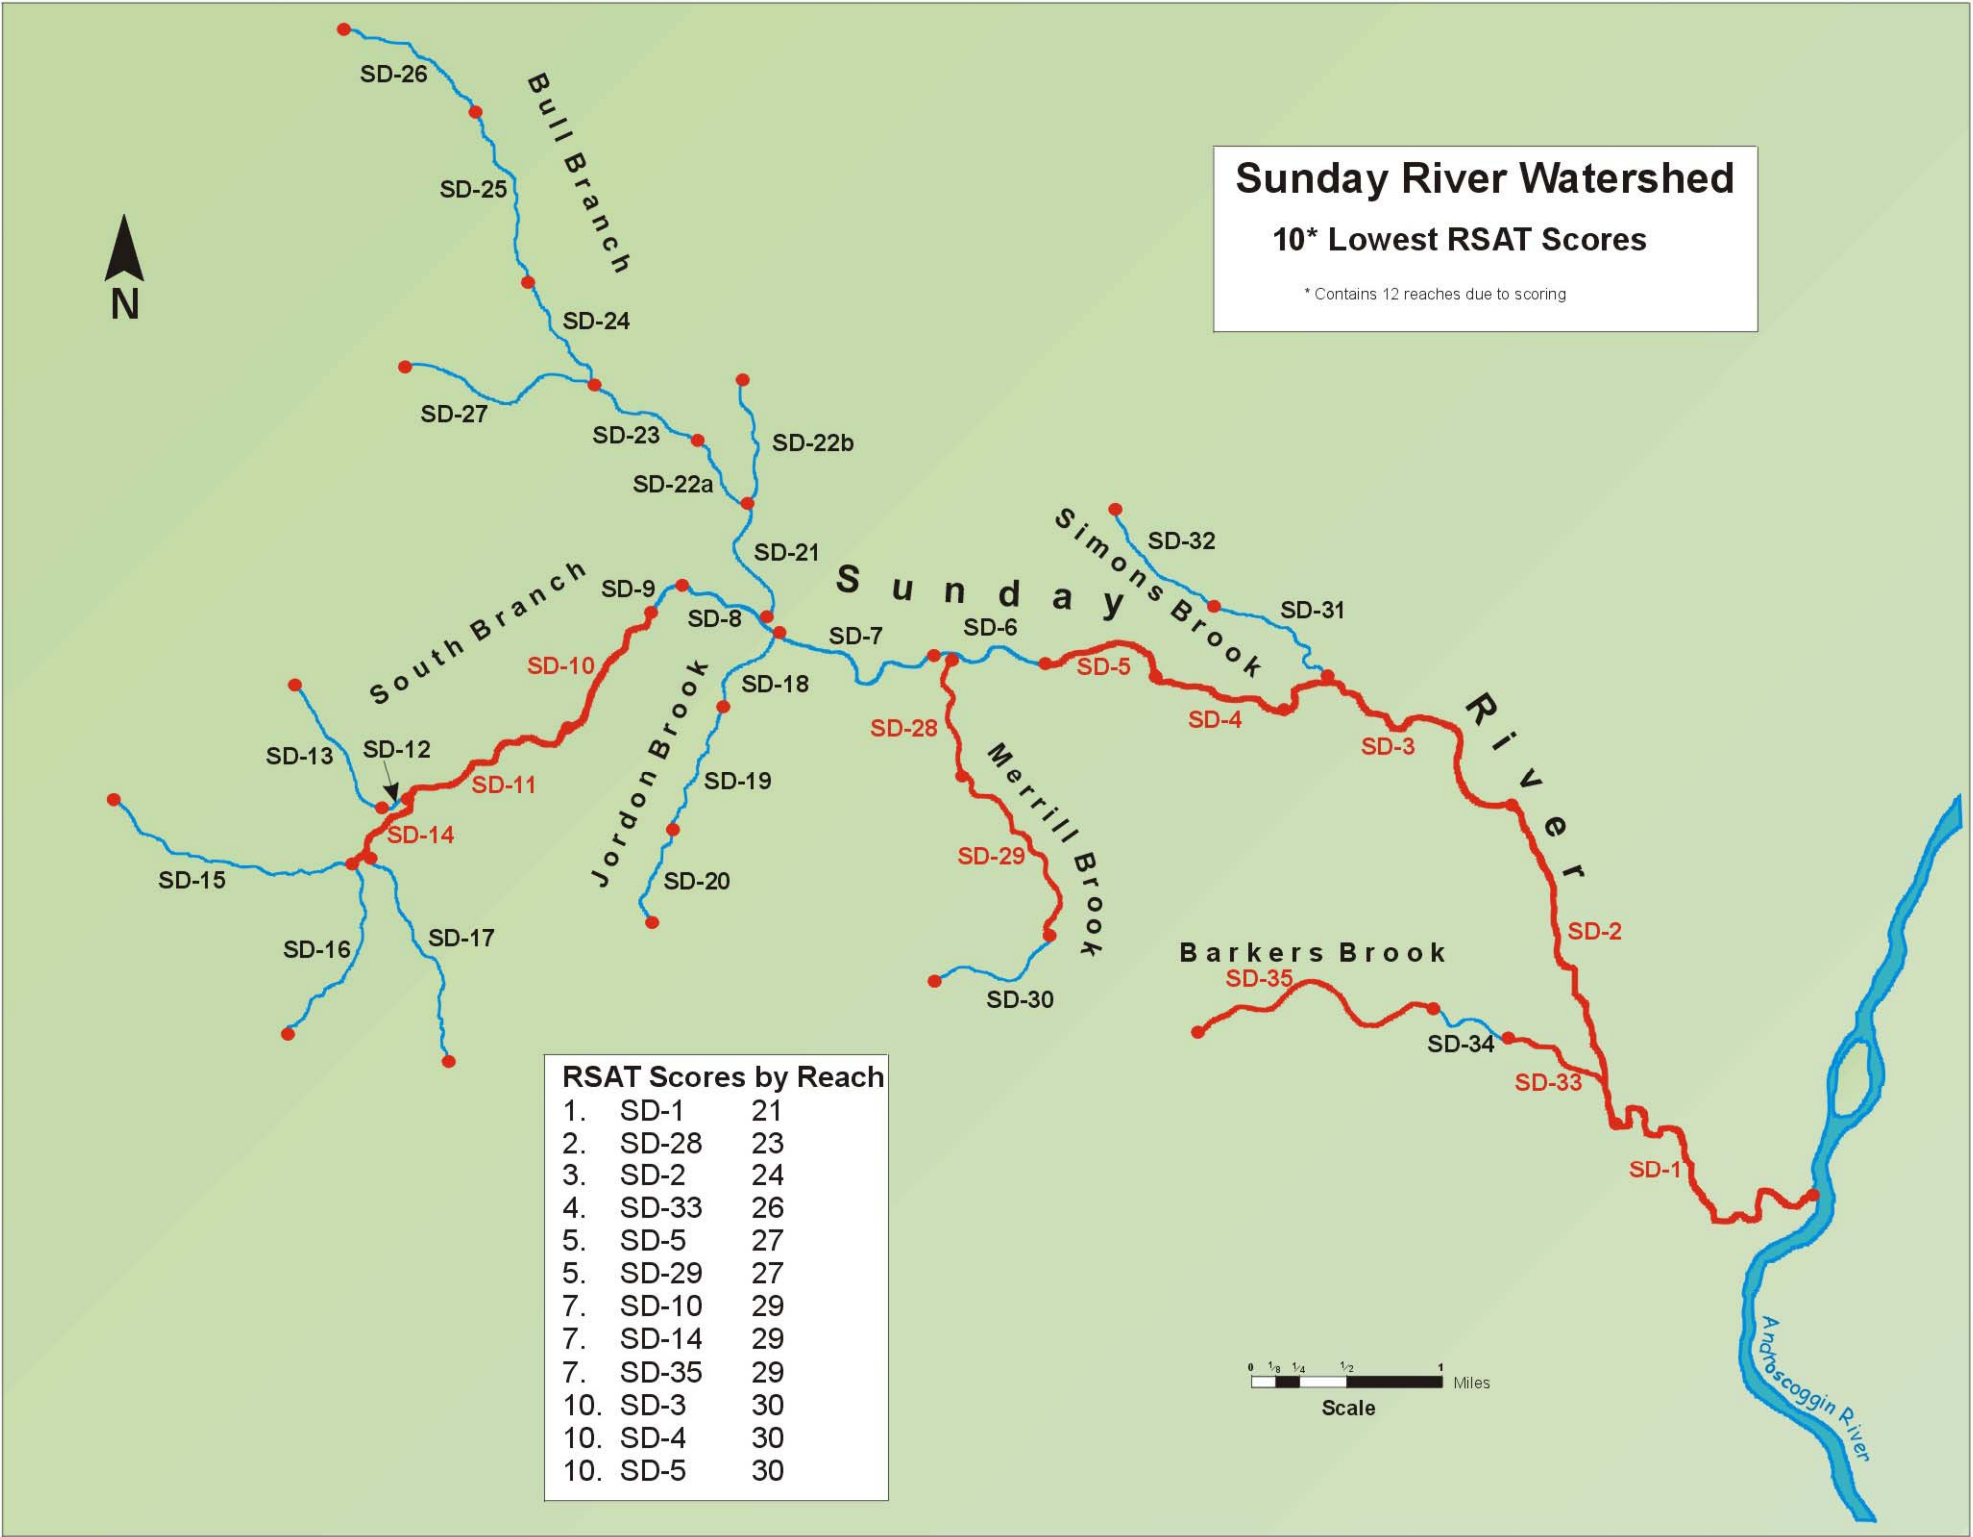 SD-26
Bull Branch
SD-25
Sunday River Watershed
10* Lowest RSAT Scores
* Contains 12 reaches due to scoring
N
SD-24
SD-27
SD-23
SD-22b
SD-22a
SD-21
Simons Brook
SD-32
South Branch
SD-9
SD-8
Sunday
SD-31
SD-7
SD-6
SD-10
SD-5
SD-18
Jordon Brook
SD-28
SD-4
River
SD-3
SD-13
SD-12
SD-11
SD-19
Merrill Brook
SD-14
SD-29
SD-15
SD-20
SD-16
SD-17
SD-2
Barkers Brook
SD-35
SD-30
SD-34
SD-33
SD-1
RSAT Scores by Reach
1. SD-1 21
2. SD-28 23
3. SD-2 24
4. SD-33 26
5. SD-5 27
5. SD-29 27
7. SD-10 29
7. SD-14 29
7. SD-35 29
10. SD-3 30
10. SD-4 30
10. SD-5 30
0 1/8 1/4 1/2 1
Miles
Scale
Androscoggin River